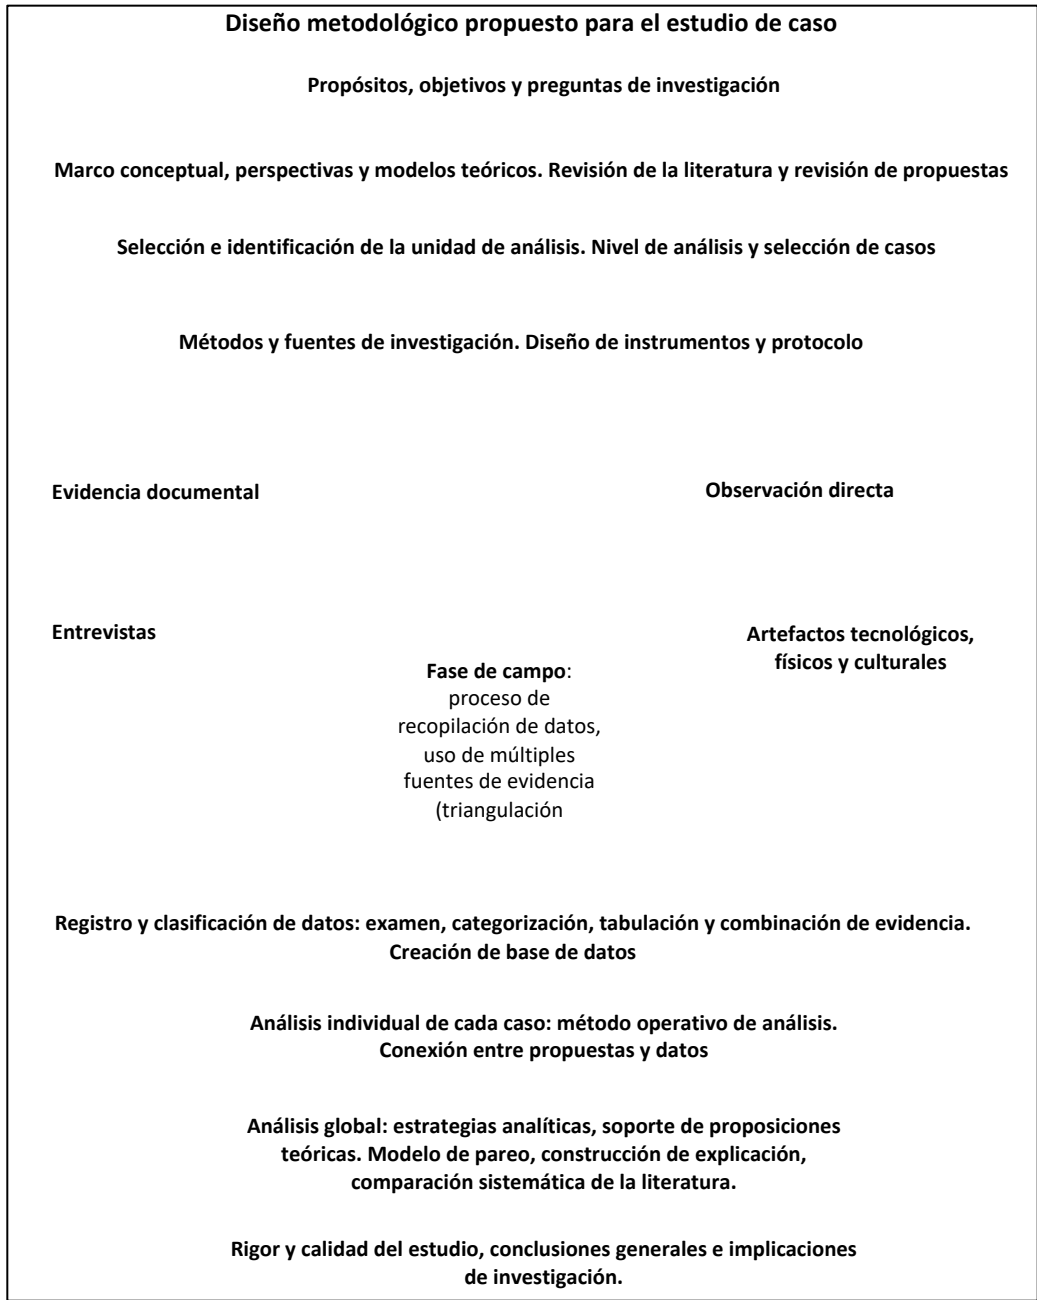 Diseño metodológico propuesto para el estudio de caso
Propósitos, objetivos y preguntas de investigación
Marco conceptual, perspectivas y modelos teóricos. Revisión de la literatura y revisión de propuestas
Selección e identificación de la unidad de análisis. Nivel de análisis y selección de casos
Métodos y fuentes de investigación. Diseño de instrumentos y protocolo
Evidencia documental
Observación directa
Entrevistas
Artefactos tecnológicos,
físicos y culturales
Fase de campo:
proceso de
recopilación de datos,
uso de múltiples
fuentes de evidencia
(triangulación
Registro y clasificación de datos: examen, categorización, tabulación y combinación de evidencia.
Creación de base de datos
Análisis individual de cada caso: método operativo de análisis.
Conexión entre propuestas y datos
Análisis global: estrategias analíticas, soporte de proposiciones
teóricas. Modelo de pareo, construcción de explicación,
comparación sistemática de la literatura.
Rigor y calidad del estudio, conclusiones generales e implicaciones
de investigación.